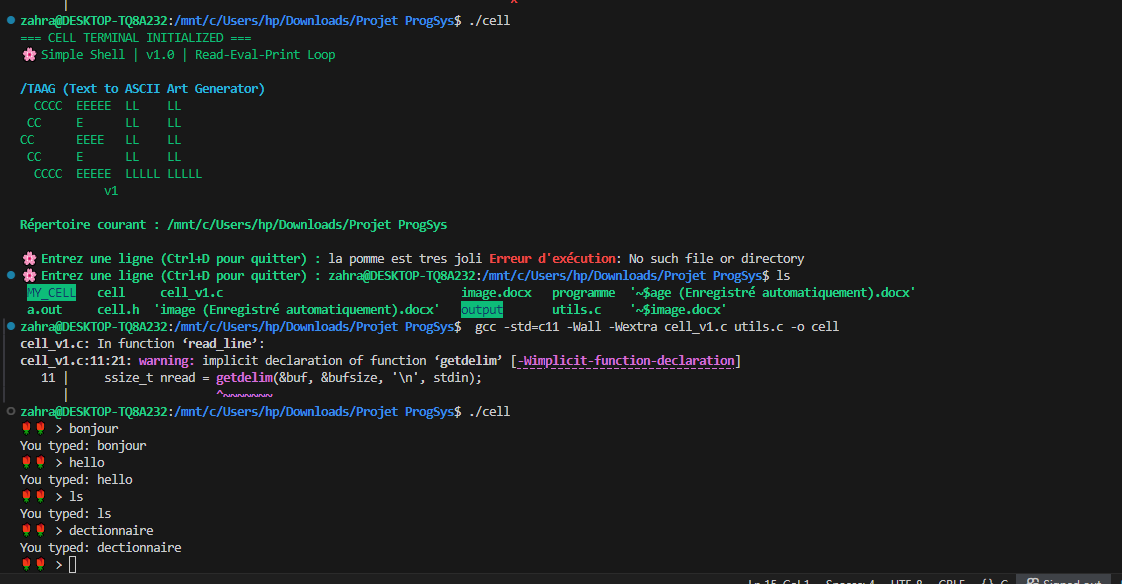 zahra@DESKTOP-TQ8A232:/mnt/c/Users/hp/Downloads/Projet ProgSys$ ./cell
=== CELL TERMINAL INITIALIZED ===
🌸 Simple Shell | v1.0 | Read-Eval-Print Loop
/TAAG (Text to ASCII Art Generator)
  CCCC  EEEEE  LL    LL
 CC     E      LL    LL
CC      EEEE   LL    LL
 CC     E      LL    LL
  CCCC  EEEEE  LLLLL LLLLL
            v1
Répertoire courant : /mnt/c/Users/hp/Downloads/Projet ProgSys
🌸 Entrez une ligne (Ctrl+D pour quitter) : la pomme est tres joli Erreur d'exécution: No such file or directory
🌸 Entrez une ligne (Ctrl+D pour quitter) : zahra@DESKTOP-TQ8A232:/mnt/c/Users/hp/Downloads/Projet ProgSys$ ls
MY_CELL   cell     cell_v1.c                                  image.docx   programme  '~$age (Enregistré automatiquement).docx'
a.out    cell.h  'image (Enregistré automatiquement).docx'   output       utils.c    '~$image.docx'
zahra@DESKTOP-TQ8A232:/mnt/c/Users/hp/Downloads/Projet ProgSys$  gcc -std=c11 -Wall -Wextra cell_v1.c utils.c -o cell
cell_v1.c: In function ‘read_line’:
cell_v1.c:11:21: warning: implicit declaration of function ‘getdelim’ [-Wimplicit-function-declaration]
   11 |     ssize_t nread = getdelim(&buf, &bufsize, '\n', stdin);
      |                     ^~~~~~~~
zahra@DESKTOP-TQ8A232:/mnt/c/Users/hp/Downloads/Projet ProgSys$ ./cell
🌹🌹 > bonjour
You typed: bonjour
🌹🌹 > hello
You typed: hello
🌹🌹 > ls
You typed: ls
🌹🌹 > dectionnaire
You typed: dectionnaire
🌹🌹 >